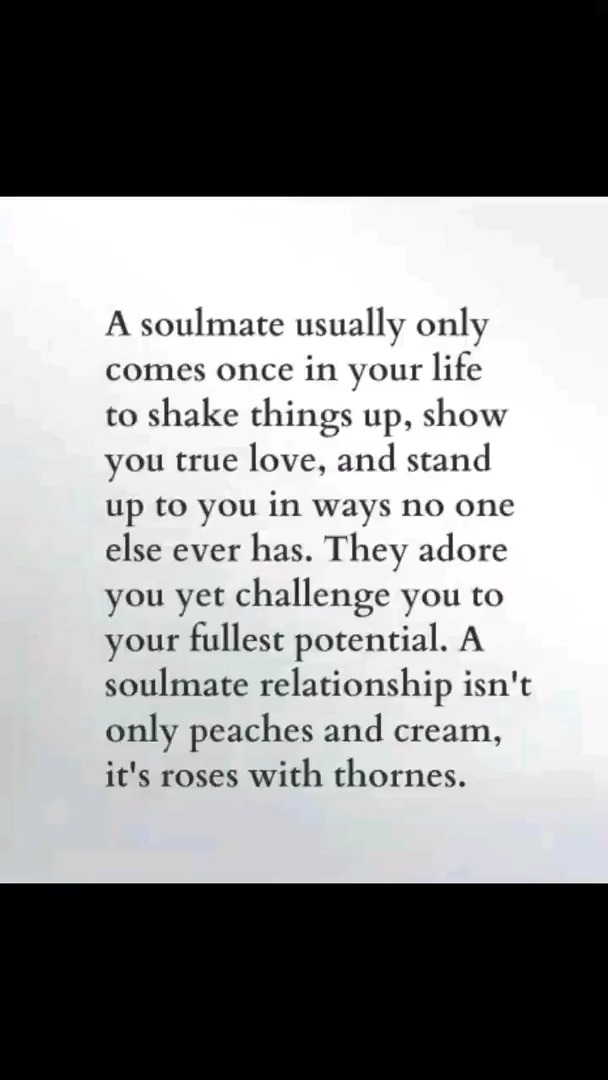 A soulmate usually only
comes once in your life
to shake things up, show
you true love, and stand
up to you in ways no one
else ever has. They adore
you yet challenge you to
your fullest potential. A
soulmate relationship isn't
only peaches and cream,
it's roses with thornes.